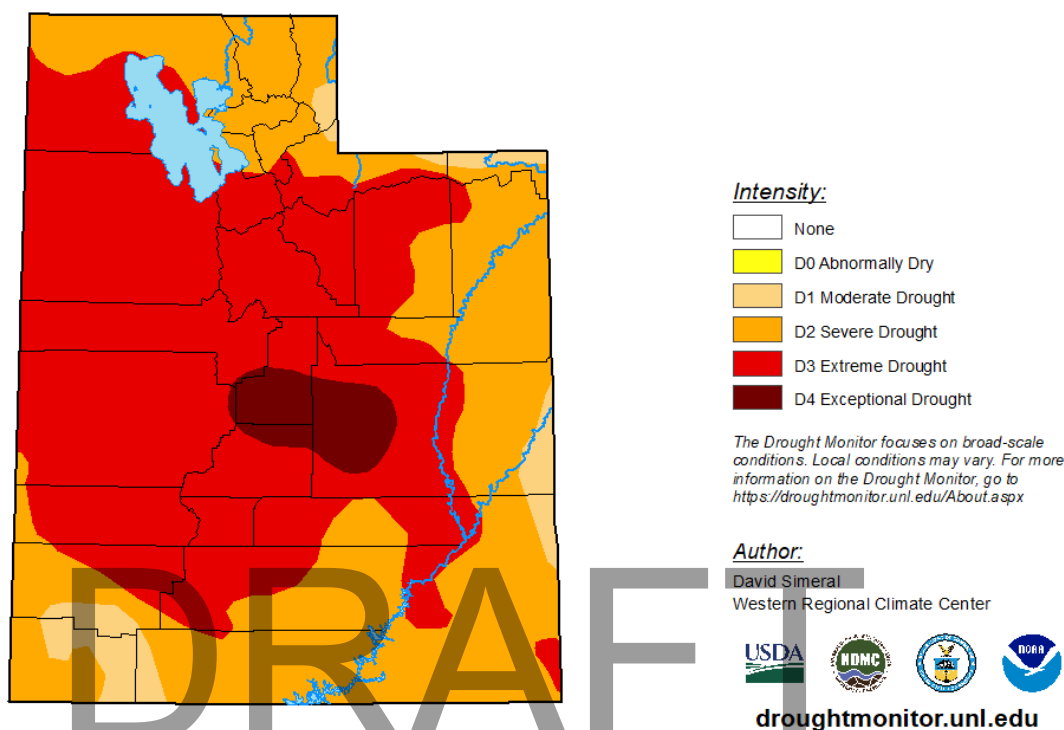 Intensity:
None
D0 Abnormally Dry
D1 Moderate Drought
D2 Severe Drought
D3 Extreme Drought
D4 Exceptional Drought
The Drought Monitor focuses on broad-scale
conditions. Local conditions may vary. For more
information on the Drought Monitor, go to
https://droughtmonitor.unl.edu/About.aspx
Author:
David Simeral
Western Regional Climate Center
DRAFT
USDA
NDMC
NOAA
droughtmonitor.unl.edu